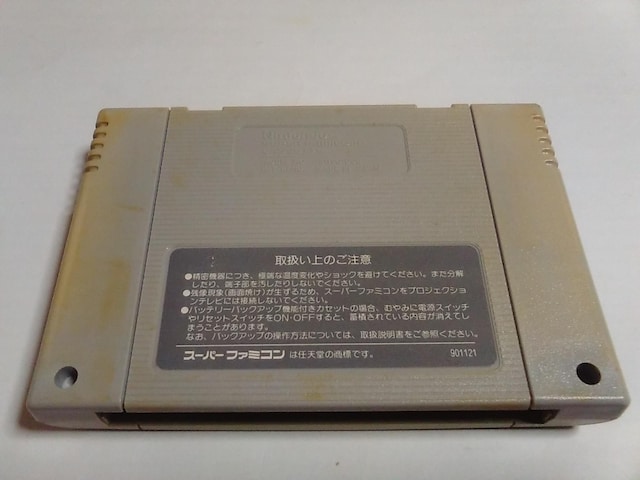 Nintendo
取扱い上のご注意
●精密機器につき、極端な温度変化やショックを避けてください。また分解
したり、端子部を汚したりしないでください。
●残像現象(画面焼け)が生ずるため、スーパーファミコンをプロジェクショ
ンテレビには接続しないでください。
●バッテリーバックアップ機能付きカセットの場合、むやみに電源スイッチ
やリセットスイッチをON・OFFすると、蓄積されている内容が消えてし
まうことがあります。
なお、バックアップの操作方法については、取扱説明書をご参照ください。
スーパーファミコン は任天堂の商標です。 901121